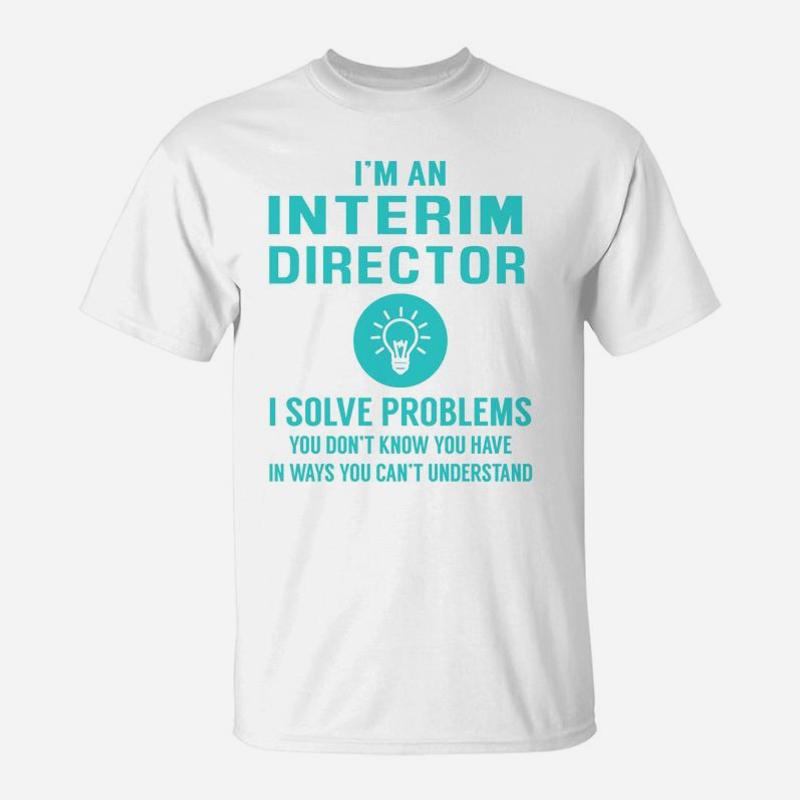 I'M AN
INTERIM
DIRECTOR
I SOLVE PROBLEMS
YOU DON'T KNOW YOU HAVE
IN WAYS YOU CAN'T UNDERSTAND